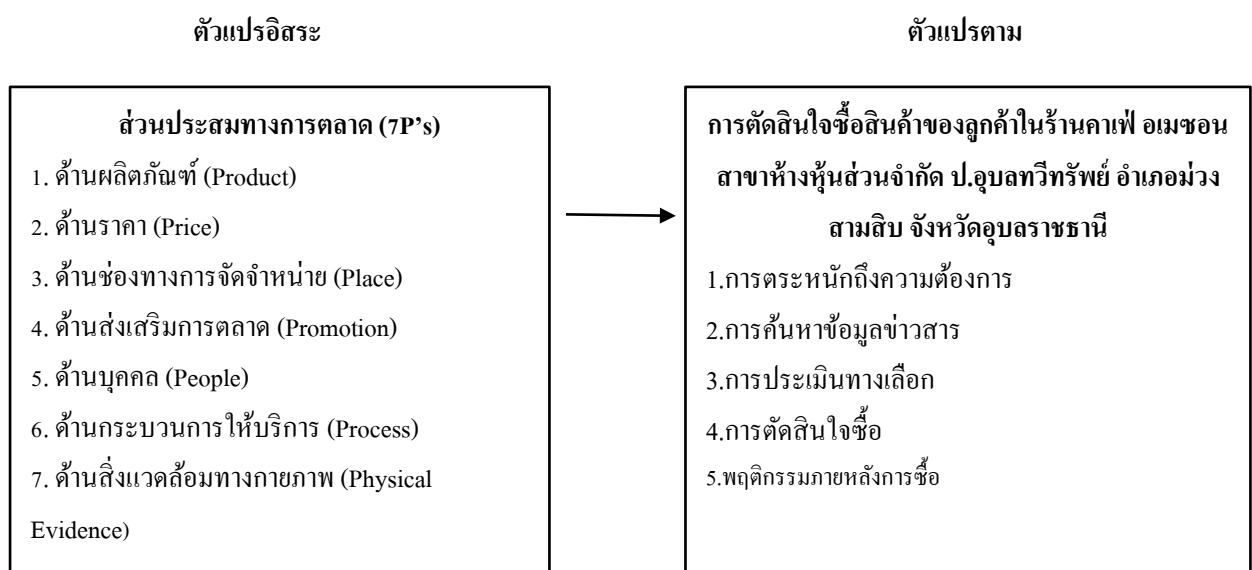 ตัวแปรอิสระ
ส่วนประสมทางการตลาด (7P’s)
1. ด้านผลิตภัณฑ์ (Product)
2. ด้านราคา (Price)
3. ด้านช่องทางการจัดจำหน่าย (Place)
4. ด้านส่งเสริมการตลาด (Promotion)
5. ด้านบุคคล (People)
6. ด้านกระบวนการให้บริการ (Process)
7. ด้านสิ่งแวดล้อมทางกายภาพ (Physical
Evidence)
ตัวแปรตาม
การตัดสินใจซื้อสินค้าของลูกค้าในร้านคาเฟ่ อเมซอน
สาขาห้างหุ้นส่วนจำกัด ป.อุบลทวีทรัพย์ อำเภอม่วง
สามสิบ จังหวัดอุบลราชธานี
1.การตระหนักถึงความต้องการ
2.การค้นหาข้อมูลข่าวสาร
3.การประเมินทางเลือก
4.การตัดสินใจซื้อ
5.พฤติกรรมภายหลังการซื้อ